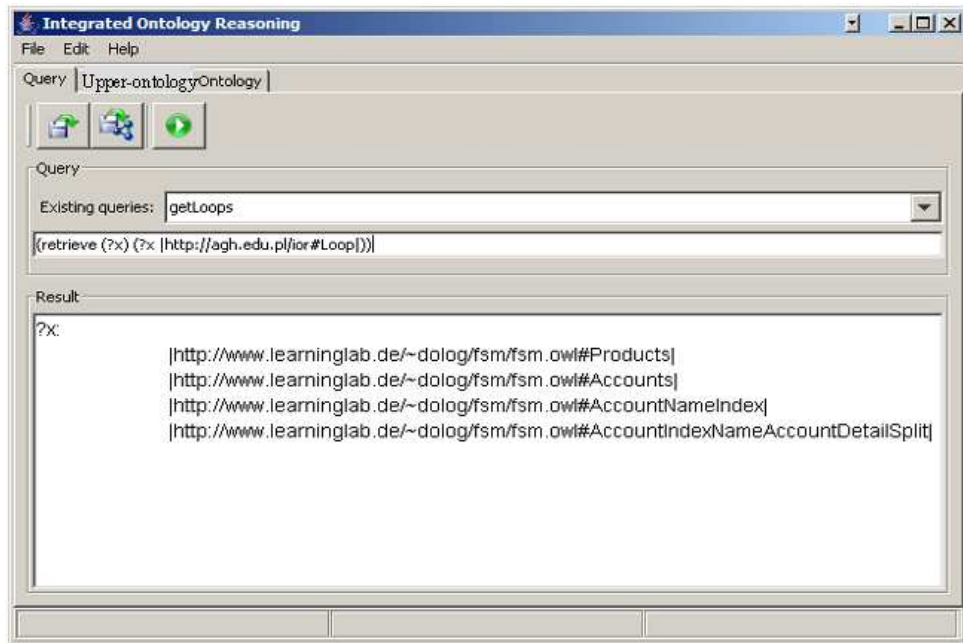 Integrated Ontology Reasoning
File Edit Help
Query Upper-ontology Ontology
Query
Existing queries: getLoops
(retrieve (?x) (?x |http://agh.edu.pl/ior#Loop|))
Result
?x:
|http://www.learninglab.de/~dolog/fsm/fsm.owl#Products|
|http://www.learninglab.de/~dolog/fsm/fsm.owl#Accounts|
|http://www.learninglab.de/~dolog/fsm/fsm.owl#AccountNameIndex|
|http://www.learninglab.de/~dolog/fsm/fsm.owl#AccountIndexNameAccountDetailSplit|